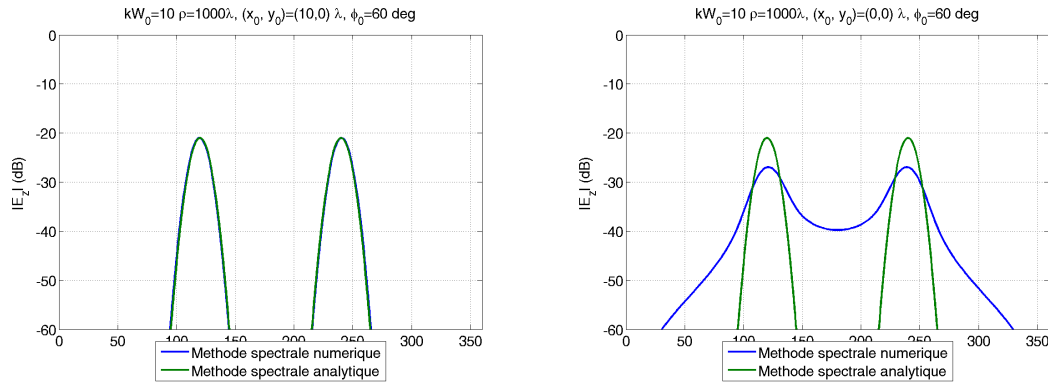 kW0=10 ρ=1000λ, (x0, y0)=(10,0) λ, ϕ0=60 deg
0
-10
-20
-30
-40
-50
-60
|EzI (dB)
0 50 100 150 200 250 300 350
Methode spectrale numerique
Methode spectrale analytique
kW0=10 ρ=1000λ, (x0, y0)=(0,0) λ, ϕ0=60 deg
0
-10
-20
-30
-40
-50
-60
|EzI (dB)
0 50 100 150 200 250 300 350
Methode spectrale numerique
Methode spectrale analytique